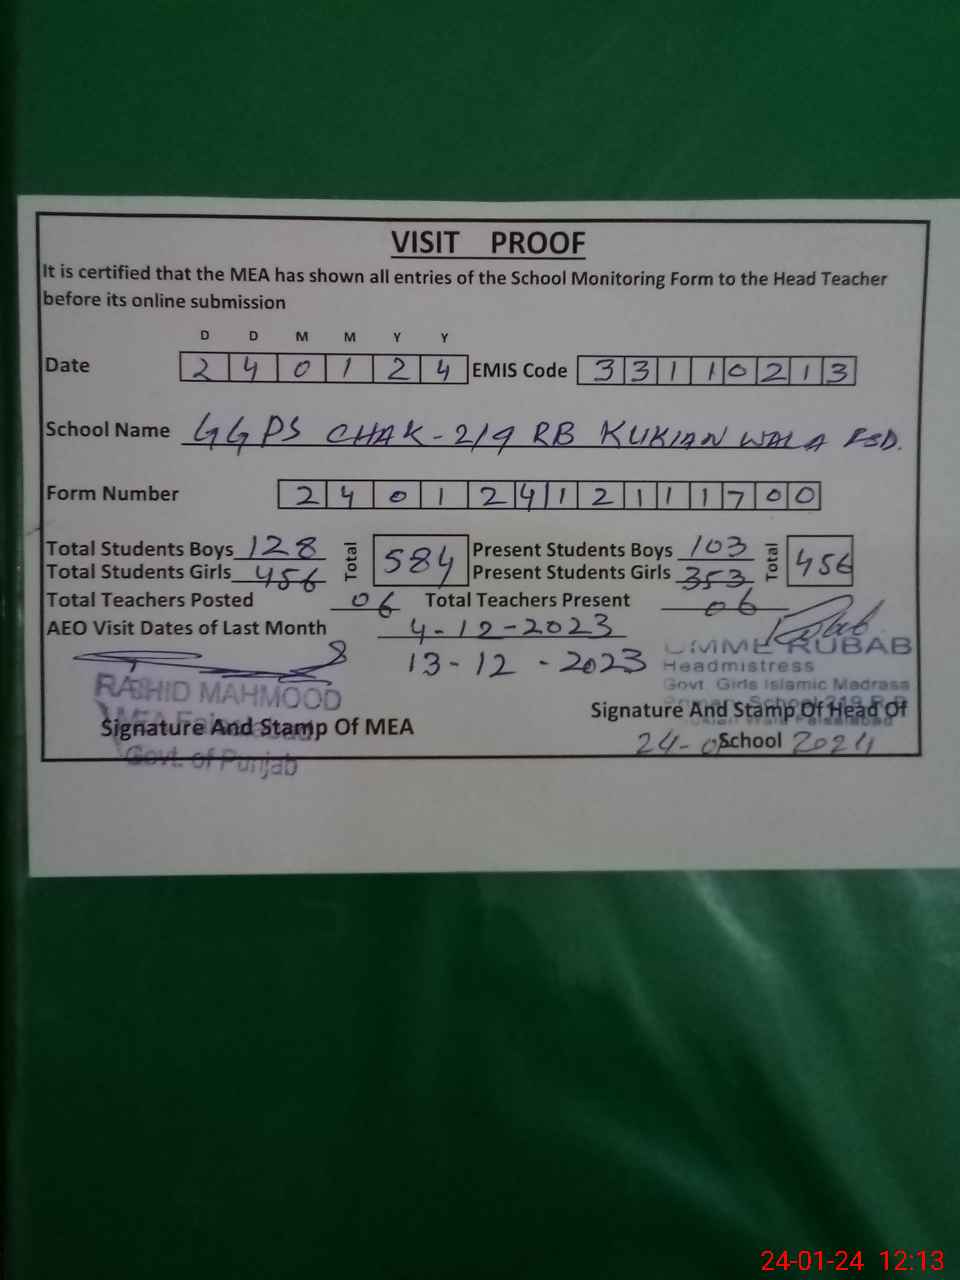 VISIT PROOF
It is certified that the MEA has shown all entries of the School Monitoring Form to the Head Teacher
before its online submission
D D M M Y Y
Date 2 4 0 1 2 4 EMIS Code 3 3 1 1 0 2 1 3
School Name GGPS CHAK-219 RB KUKIAN WALA FSD.
Form Number 2 4 0 1 2 4 1 2 1 1 1 7 0 0
Total Students Boys 128 Total 584 Present Students Boys 103 Total 456
Total Students Girls 456 Present Students Girls 353
Total Teachers Posted 06 Total Teachers Present 06
AEO Visit Dates of Last Month 4-12-2023
13-12-2023
UMME RUBAB
Headmistress
Govt. Girls Islamic Madrasa
Primary School
RASHID MAHMOOD
MEA
Govt. of Punjab
Signature And Stamp Of MEA
Signature And Stamp Of Head Of
School
24- 2024
24-01-24 12:13